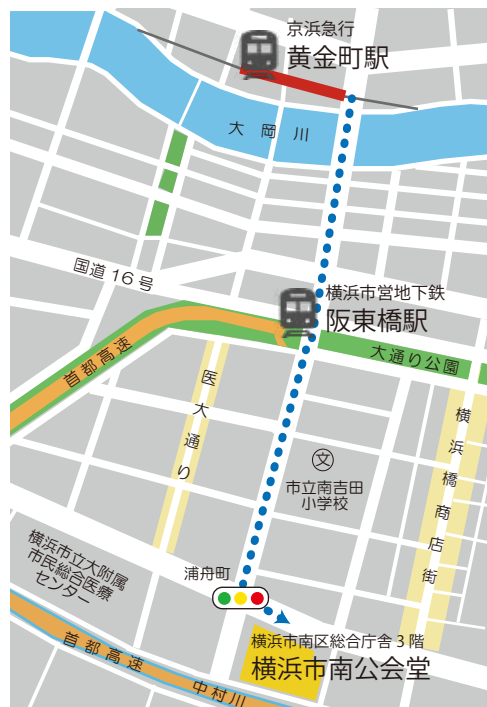 京浜急行
黄金町駅
大岡川
国道16号
横浜市営地下鉄
阪東橋駅
首都高速
大通り公園
医大通り
横浜橋商店街
文
市立南吉田
小学校
横浜市立大附属
市民総合医療
センター
浦舟町
横浜市南区総合庁舎3階
横浜市南公会堂
首都高速
中村川